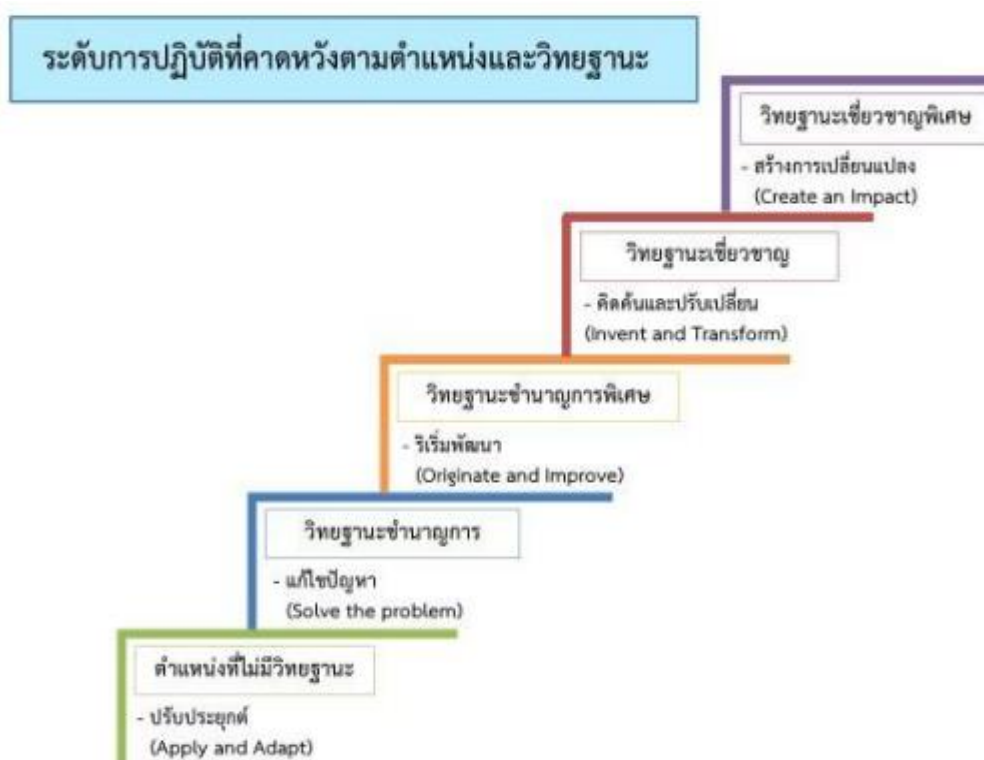 ระดับการปฏิบัติที่คาดหวังตามตำแหน่งและวิทยฐานะ
วิทยฐานะเชี่ยวชาญพิเศษ
- สร้างการเปลี่ยนแปลง
(Create an Impact)
วิทยฐานะเชี่ยวชาญ
- คิดค้นและปรับเปลี่ยน
(Invent and Transform)
วิทยฐานะชำนาญการพิเศษ
- ริเริ่มพัฒนา
(Originate and Improve)
วิทยฐานะชำนาญการ
- แก้ไขปัญหา
(Solve the problem)
ตำแหน่งที่ไม่มีวิทยฐานะ
- ปรับประยุกต์
(Apply and Adapt)